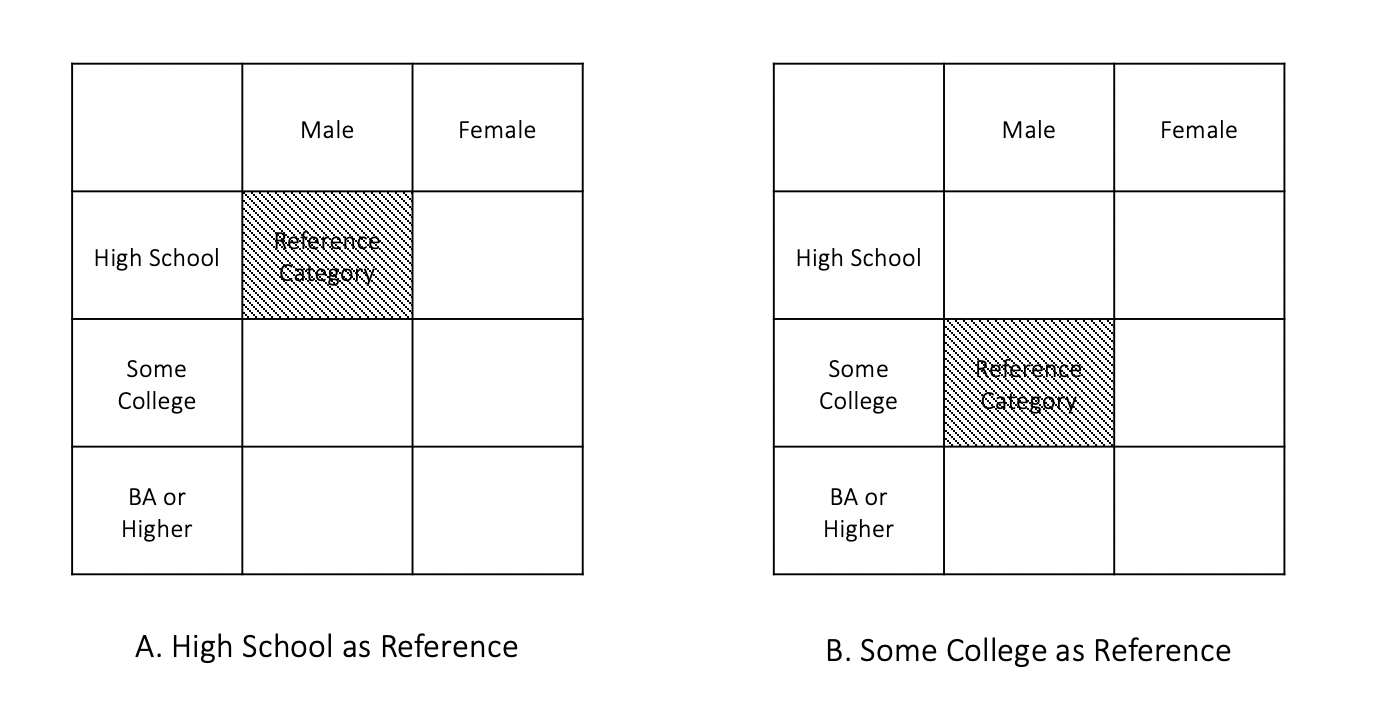 Male Female
High School Reference
Category
Some
College
BA or
Higher
A. High School as Reference
Male Female
High School
Some
College Reference
Category
BA or
Higher
B. Some College as Reference